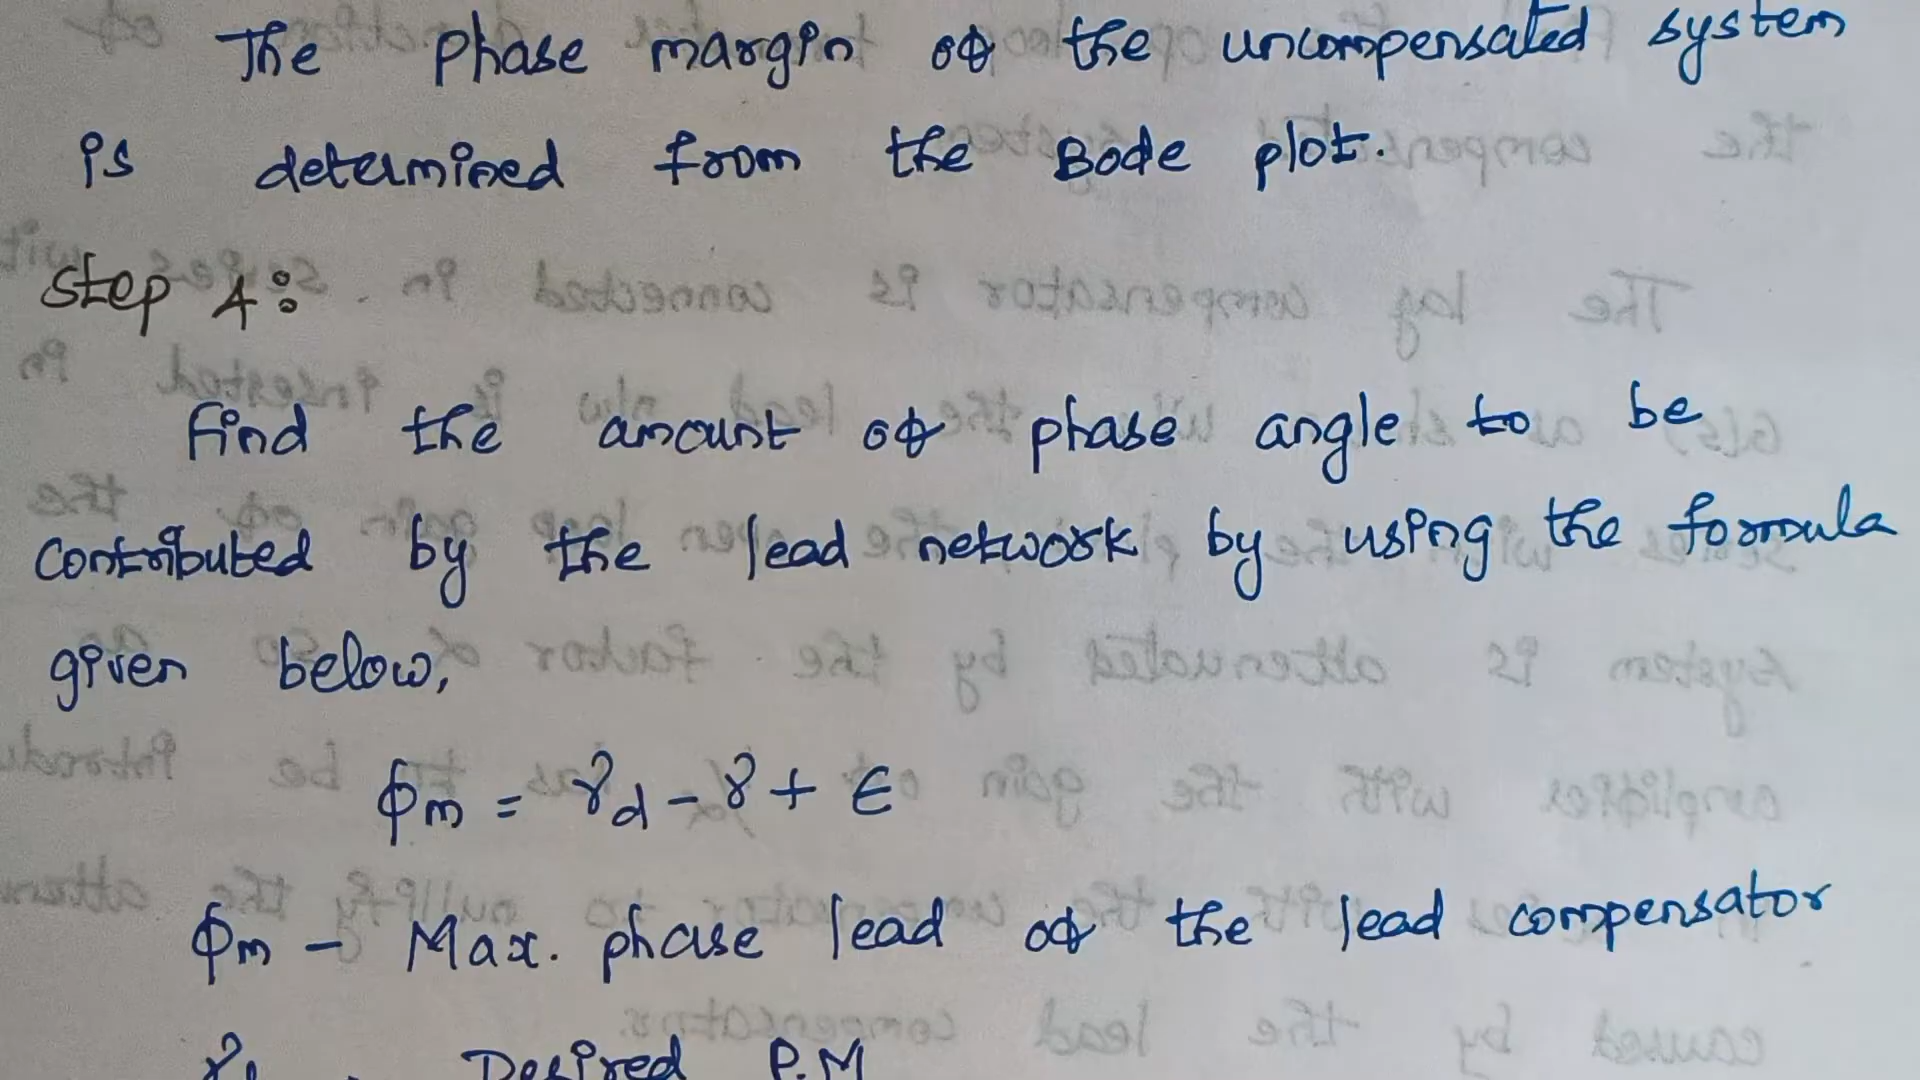 The phase margin of the uncompensated system
is determined from the Bode plot.
Step 4:
Find the amount of phase angle to be
contributed by the lead network by using the formula
given below,
ϕm = γd - γ + ε
ϕm - Max. phase lead of the lead compensator
γd - Desired P.M